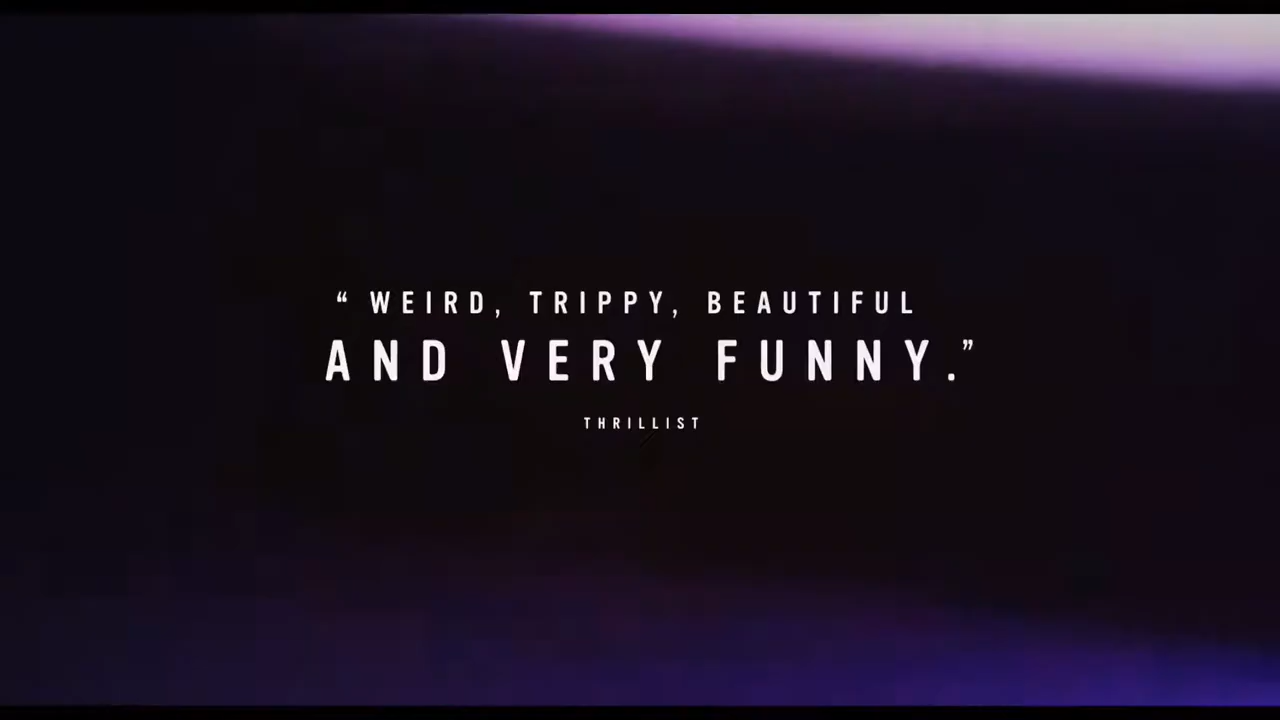 “ WEIRD, TRIPPY, BEAUTIFUL
AND VERY FUNNY.”
THRILLIST